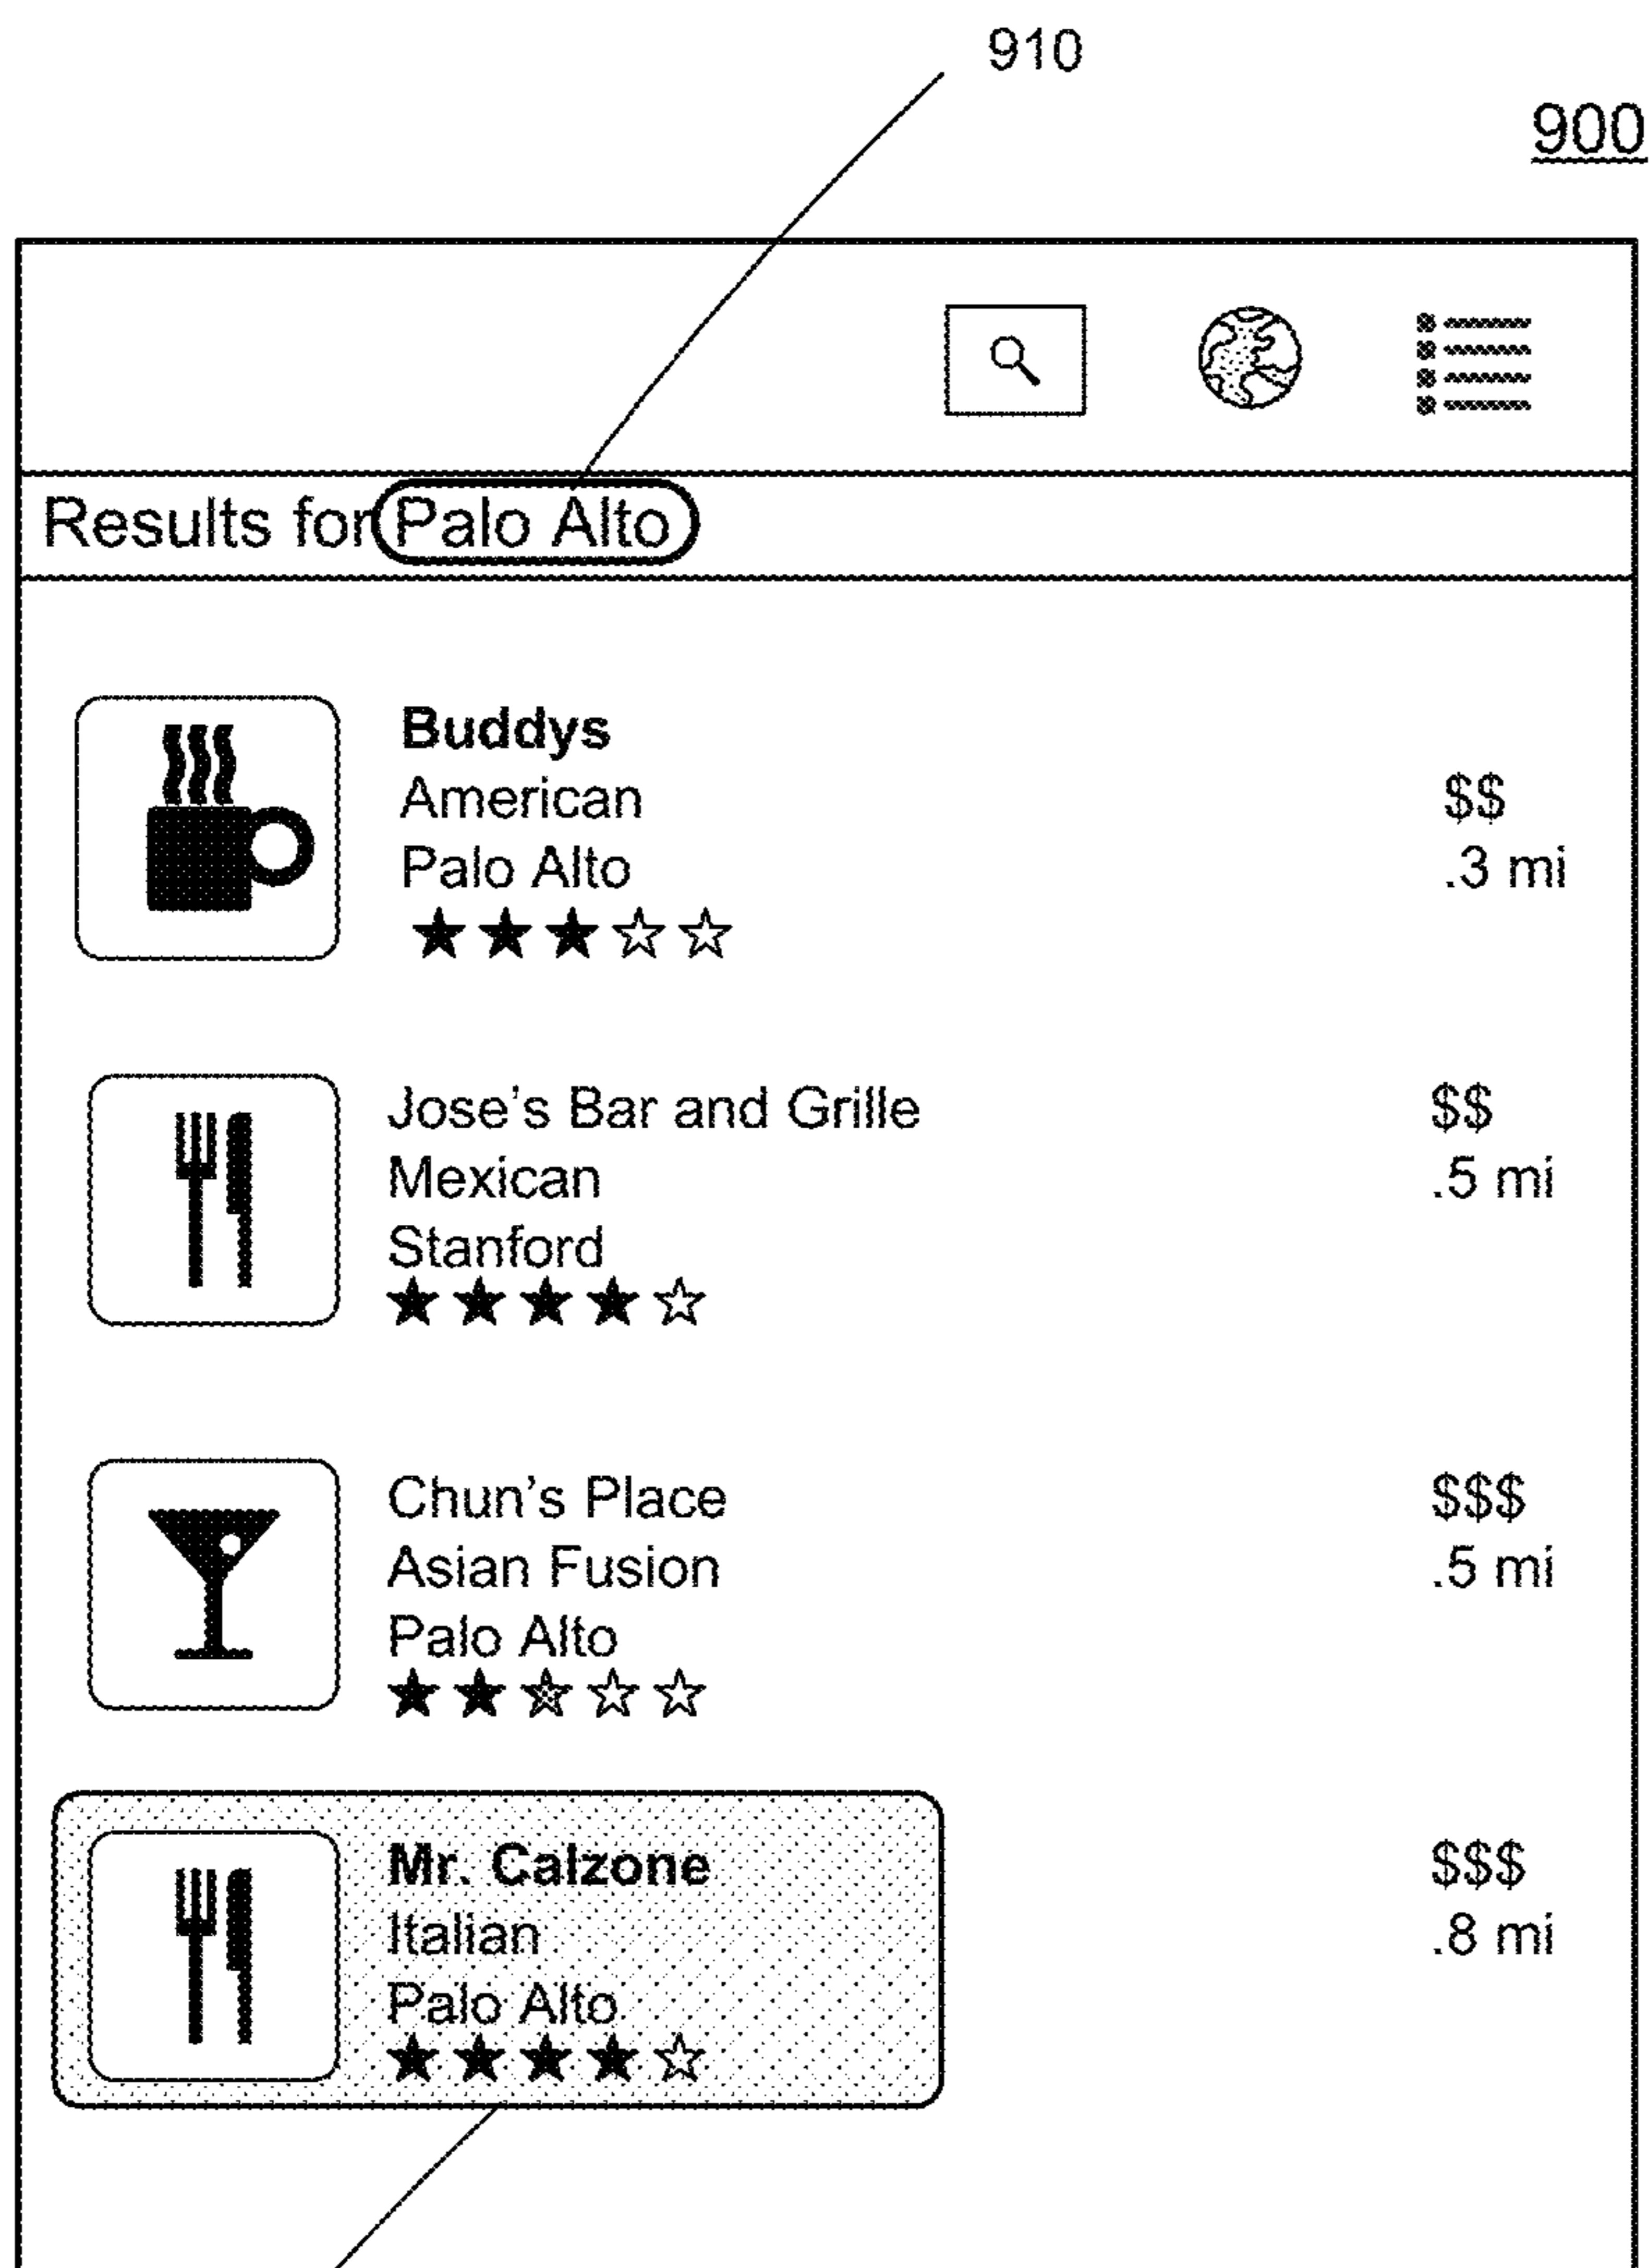 910
900
Results for Palo Alto
Buddys
American
$$
Palo Alto
.3 mi
Jose's Bar and Grille
$$
Mexican
.5 mi
Stanford
Chun's Place
$$$
Asian Fusion
.5 mi
Palo Alto
Mr. Calzone
$$$
Italian
.8 mi
Palo Alto